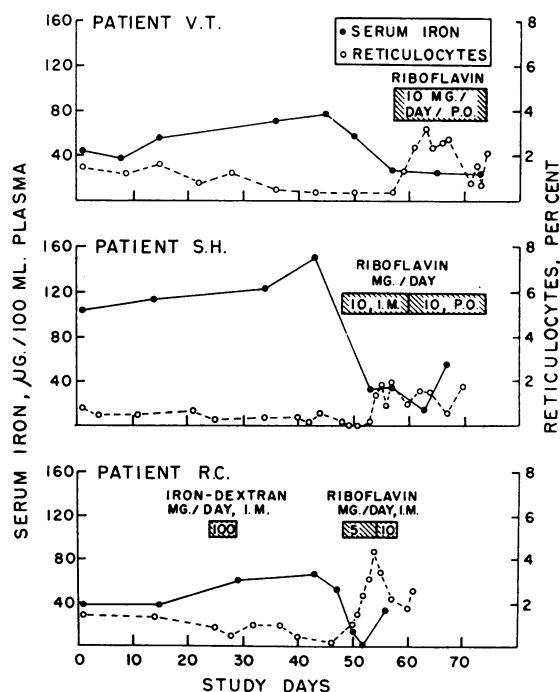 PATIENT V.T.
SERUM IRON
RETICULOCYTES
RIBOFLAVIN
10 MG./
DAY/ P.O.
160
120
80
40
8
6
4
2
PATIENT S.H.
RIBOFLAVIN
MG./DAY
10, I.M.
10, P.O.
160
120
80
40
8
6
4
2
PATIENT R.C.
IRON-DEXTRAN
MG./DAY, I.M.
100
RIBOFLAVIN
MG./DAY, I.M.
5
10
160
120
80
40
8
6
4
2
0 10 20 30 40 50 60 70
STUDY DAYS
SERUM IRON, µG./100 ML. PLASMA
RETICULOCYTES, PERCENT